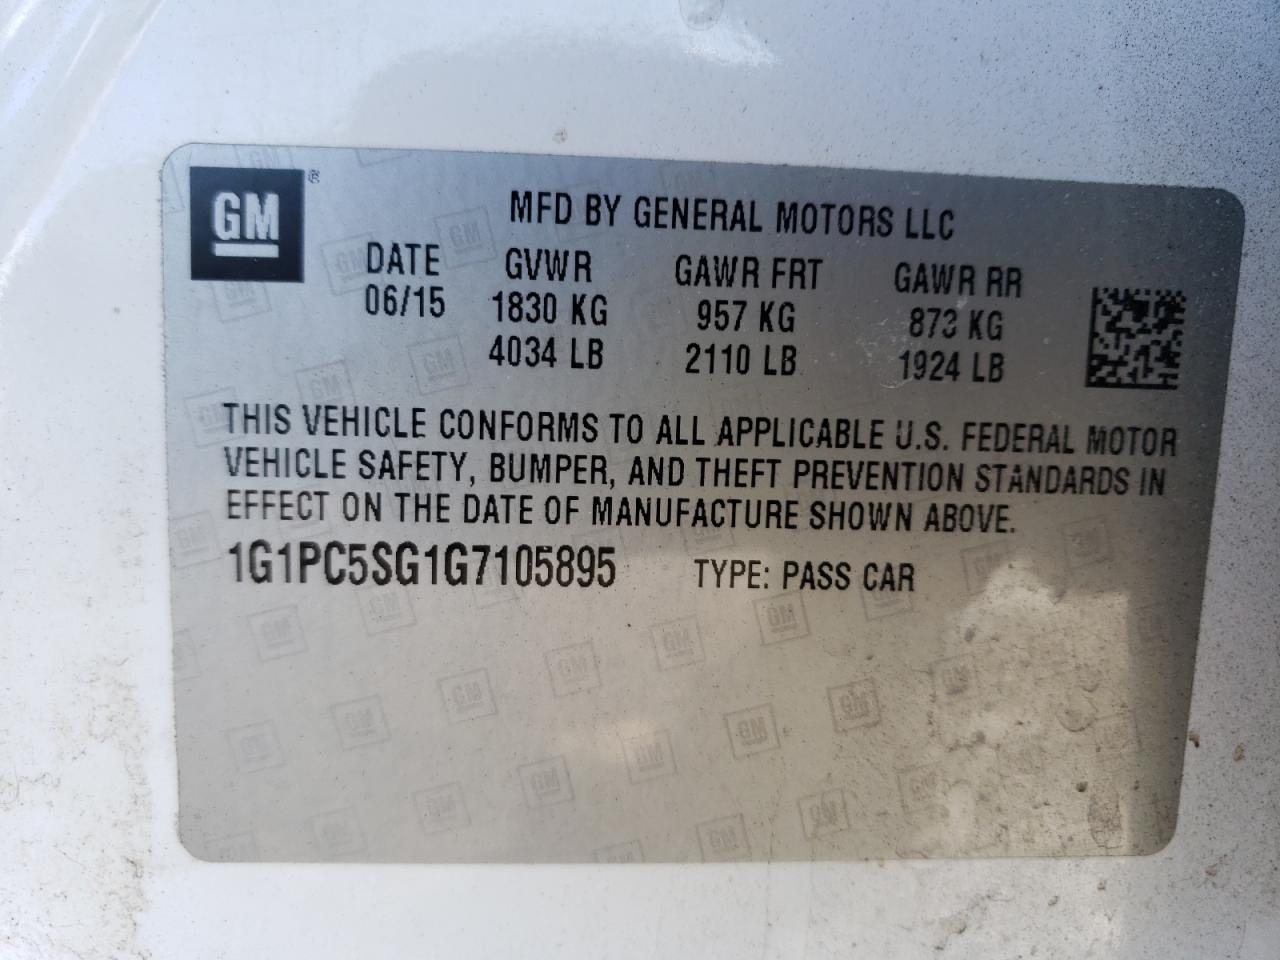 GM®
MFD BY GENERAL MOTORS LLC
DATE GVWR GAWR FRT GAWR RR
06/15 1830 KG 957 KG 873 KG
4034 LB 2110 LB 1924 LB
THIS VEHICLE CONFORMS TO ALL APPLICABLE U.S. FEDERAL MOTOR
VEHICLE SAFETY, BUMPER, AND THEFT PREVENTION STANDARDS IN
EFFECT ON THE DATE OF MANUFACTURE SHOWN ABOVE.
1G1PC5SG1G7105895 TYPE: PASS CAR